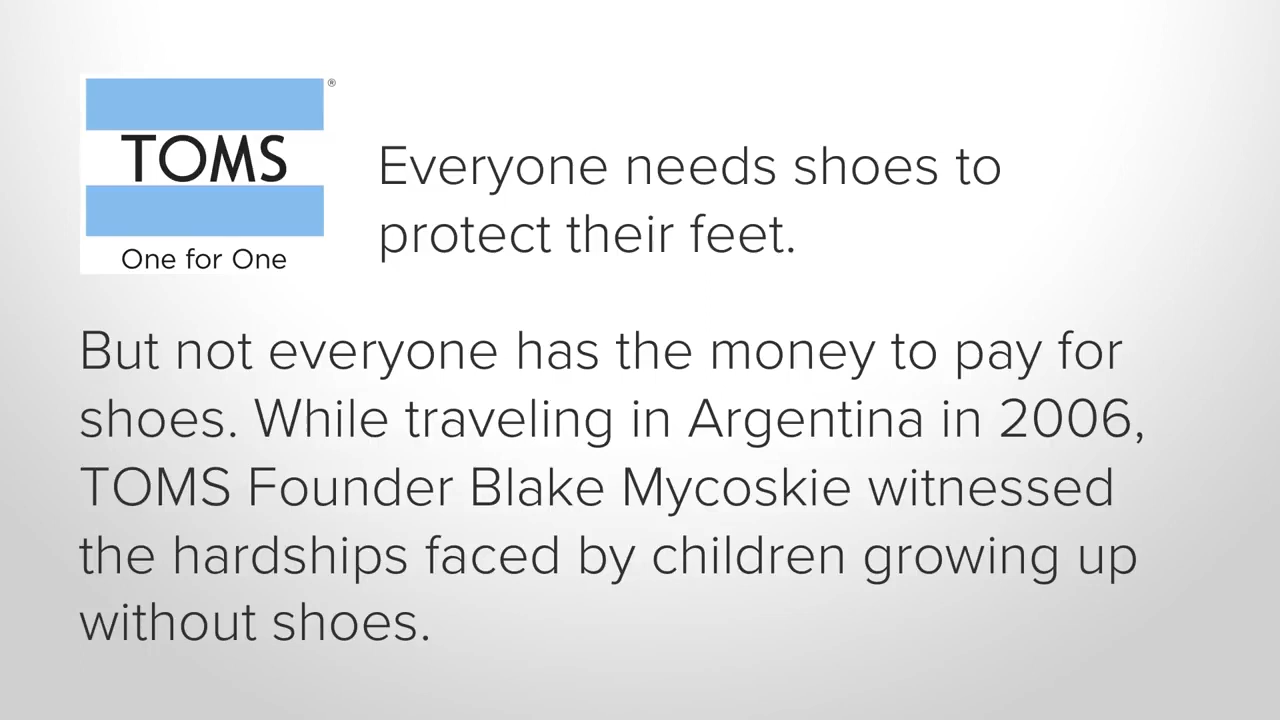 TOMS®
One for One
Everyone needs shoes to
protect their feet.
But not everyone has the money to pay for
shoes. While traveling in Argentina in 2006,
TOMS Founder Blake Mycoskie witnessed
the hardships faced by children growing up
without shoes.